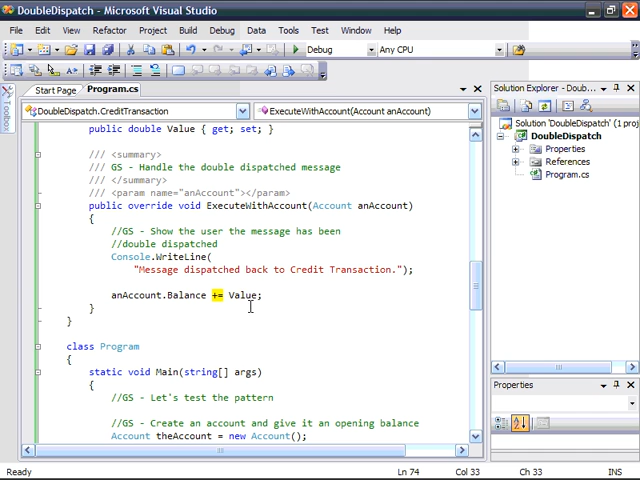 DoubleDispatch - Microsoft Visual Studio
File Edit View Refactor Project Build Debug Data Tools Test Window Help
Debug Any CPU
Toolbox
Start Page Program.cs
DoubleDispatch.CreditTransaction ExecuteWithAccount(Account anAccount)
public double Value { get; set; }
/// <summary>
/// GS - Handle the double dispatched message
/// </summary>
/// <param name="anAccount"></param>
public override void ExecuteWithAccount(Account anAccount)
{
//GS - Show the user the message has been
//double dispatched
Console.WriteLine(
"Message dispatched back to Credit Transaction.");
anAccount.Balance += Value;
}
}
class Program
{
static void Main(string[] args)
{
//GS - Let's test the pattern
//GS - Create an account and give it an opening balance
Account theAccount = new Account();
Solution Explorer - Doub...
Solution 'DoubleDispatch' (1 proj
DoubleDispatch
Properties
References
Program.cs
Properties
Ready Ln 74 Col 33 Ch 33 INS